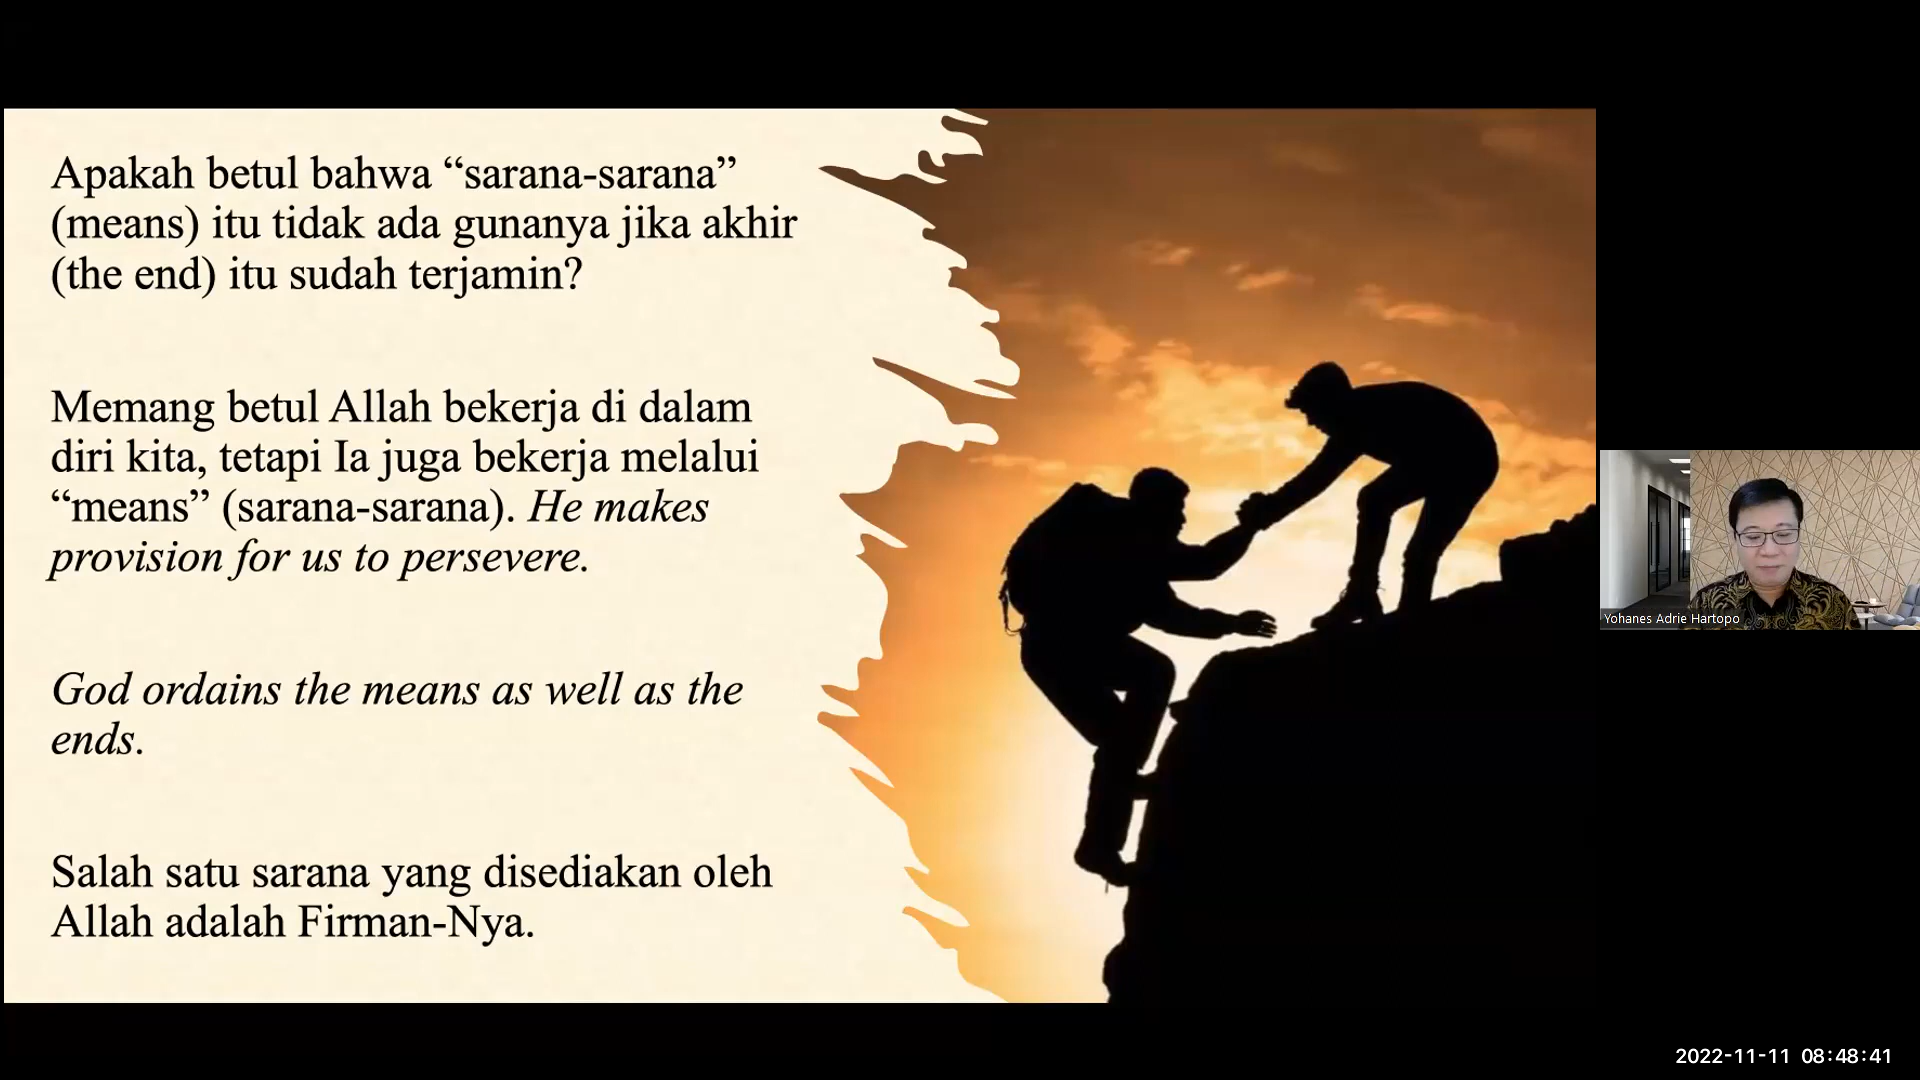 Apakah betul bahwa “sarana-sarana”
(means) itu tidak ada gunanya jika akhir
(the end) itu sudah terjamin?
Memang betul Allah bekerja di dalam
diri kita, tetapi Ia juga bekerja melalui
“means” (sarana-sarana). He makes
provision for us to persevere.
God ordains the means as well as the
ends.
Salah satu sarana yang disediakan oleh
Allah adalah Firman-Nya.
Yohanes Adrie Hartopo
2022-11-11 08:48:41